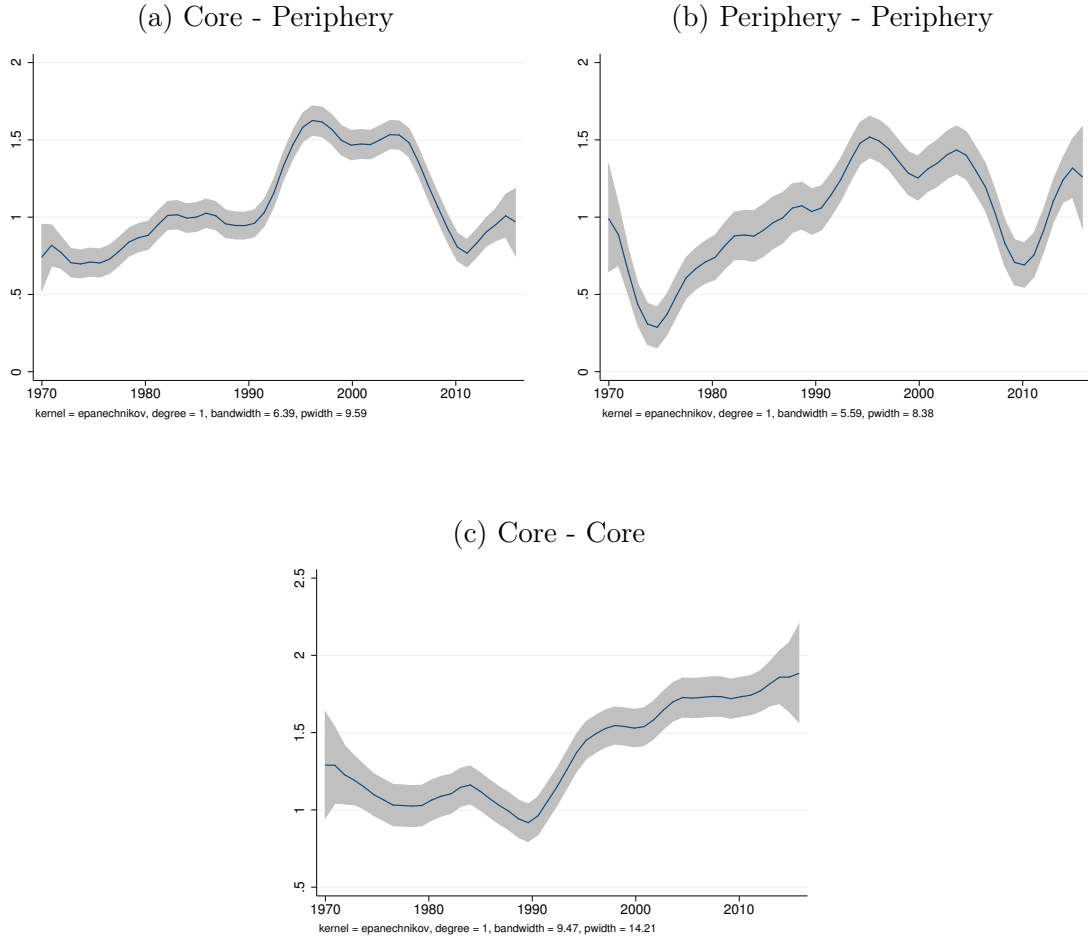 (a) Core - Periphery
(b) Periphery - Periphery
2
1.5
1
.5
0
1970 1980 1990 2000 2010
kernel = epanechnikov, degree = 1, bandwidth = 6.39, pwidth = 9.59
2
1.5
1
.5
0
1970 1980 1990 2000 2010
kernel = epanechnikov, degree = 1, bandwidth = 5.59, pwidth = 8.38
(c) Core - Core
2.5
2
1.5
1
.5
1970 1980 1990 2000 2010
kernel = epanechnikov, degree = 1, bandwidth = 9.47, pwidth = 14.21